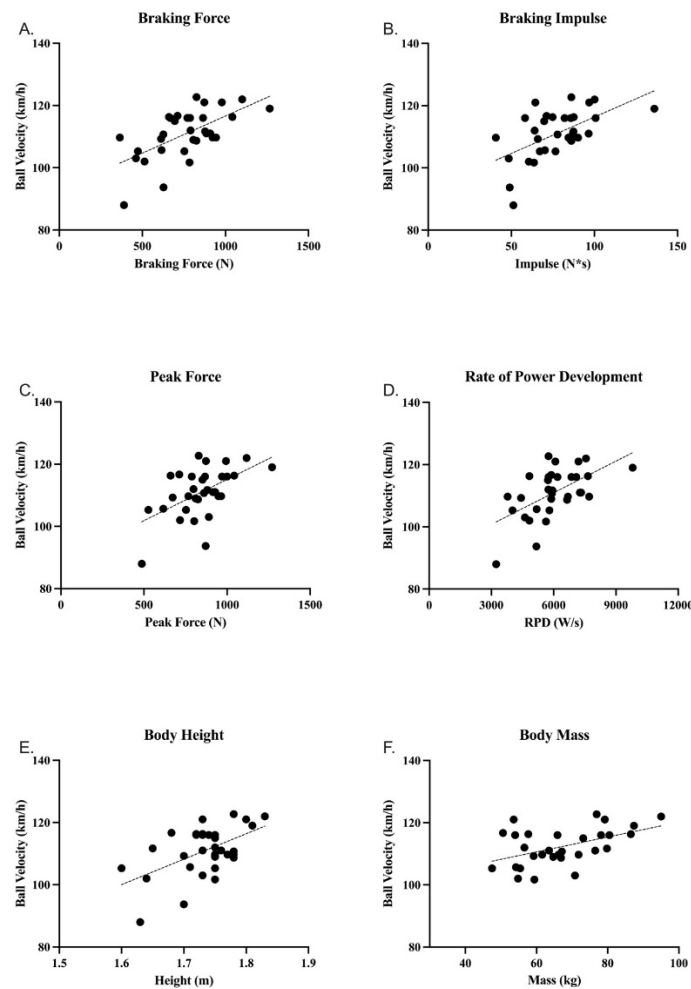 A.
Braking Force
140
120
100
80
Ball Velocity (km/h)
0 500 1000 1500
Braking Force (N)
B.
Braking Impulse
140
120
100
80
Ball Velocity (km/h)
0 50 100 150
Impulse (N*s)
C.
Peak Force
140
120
100
80
Ball Velocity (km/h)
0 500 1000 1500
Peak Force (N)
D.
Rate of Power Development
140
120
100
80
Ball Velocity (km/h)
0 3000 6000 9000 12000
RPD (W/s)
E.
Body Height
140
120
100
80
Ball Velocity (km/h)
1.5 1.6 1.7 1.8 1.9
Height (m)
F.
Body Mass
140
120
100
80
Ball Velocity (km/h)
40 60 80 100
Mass (kg)